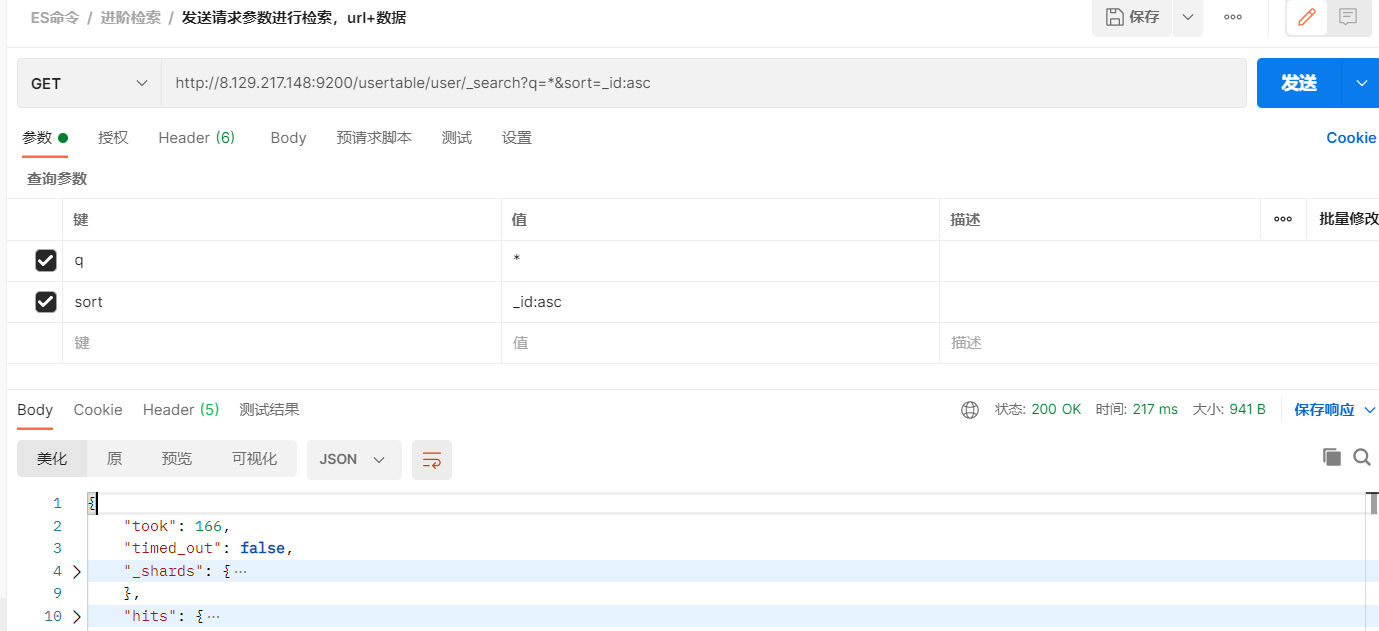 ES命令 / 进阶检索 / 发送请求参数进行检索，url+数据
保存
GET http://8.129.217.148:9200/usertable/user/_search?q=*&sort=_id:asc 发送
参数 授权 Header (6) Body 预请求脚本 测试 设置 Cookie
查询参数
键 值 描述 批量修改
q *
sort _id:asc
键 值 描述
Body Cookie Header (5) 测试结果 状态: 200 OK 时间: 217 ms 大小: 941 B 保存响应
美化 原 预览 可视化 JSON
1 {
2 "took": 166,
3 "timed_out": false,
4 "_shards": {···
9 },
10 "hits": {···